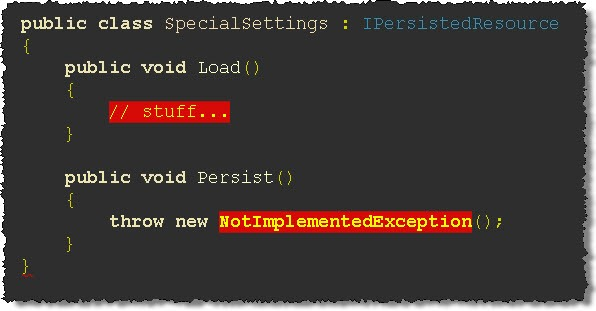 public class SpecialSettings : IPersistedResource
{
    public void Load()
    {
        // stuff...
    }

    public void Persist()
    {
        throw new NotImplementedException();
    }
}